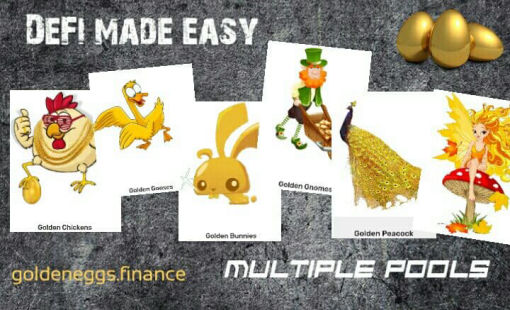 DEFI MADE EASY
Golden Chickens
Golden Geeses
Golden Bunnies
Golden Gnomes
Golden Peacock
goldeneggs.finance
MULTIPLE POOLS